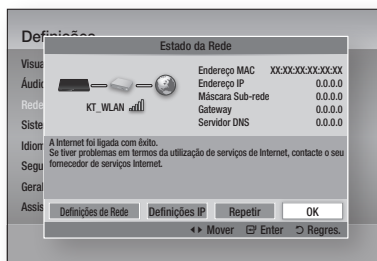 Definições
Estado da Rede
Visua
Áudio
Rede
Siste
Idiom
Segu
Geral
Assis
Endereço MAC XX:XX:XX:XX:XX:XX
Endereço IP 0.0.0.0
Máscara Sub-rede 0.0.0.0
Gateway 0.0.0.0
Servidor DNS 0.0.0.0
KT_WLAN
A Internet foi ligada com êxito.
Se tiver problemas em termos da utilização de serviços de Internet, contacte o seu
fornecedor de serviços Internet.
Definições de Rede Definições IP Repetir OK
Mover Enter Regres.